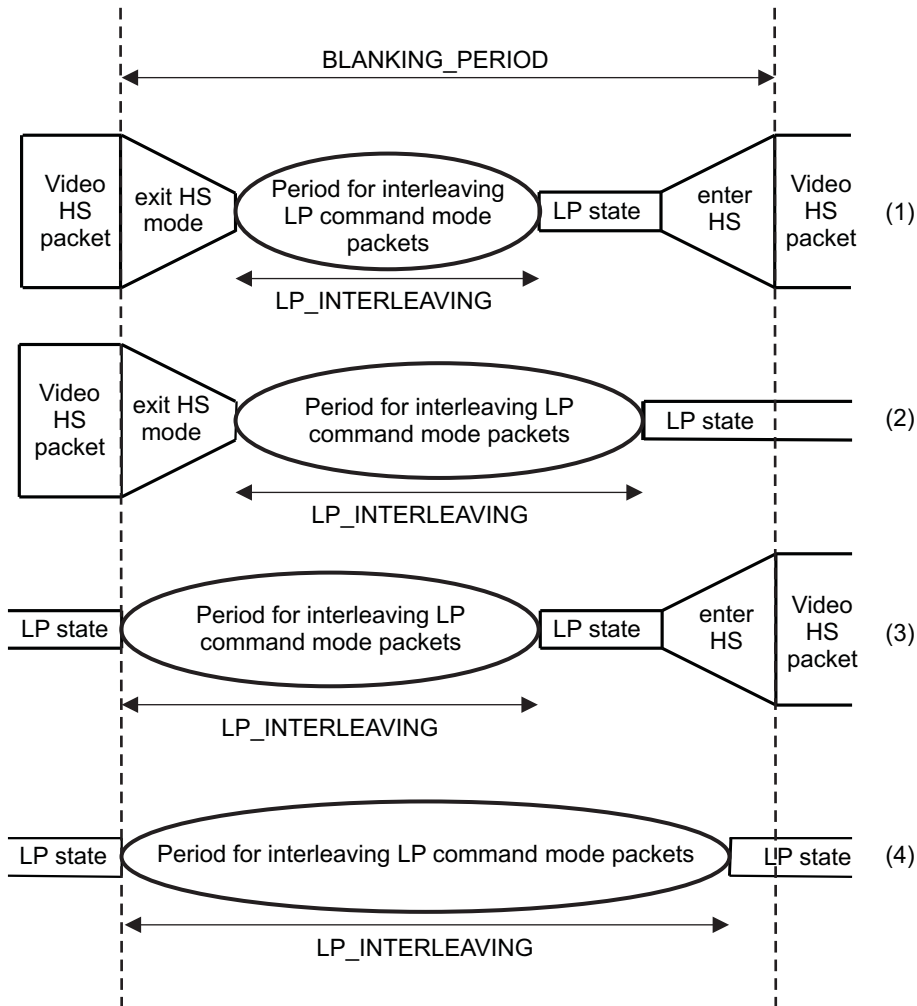 BLANKING_PERIOD
Video
HS
packet
exit HS
mode
Period for interleaving
LP command mode
packets
LP state
enter
HS
Video
HS
packet
(1)
LP_INTERLEAVING
Video
HS
packet
exit HS
mode
Period for interleaving LP
command mode packets
LP state
(2)
LP_INTERLEAVING
LP state
Period for interleaving LP
command mode packets
LP state
enter
HS
Video
HS
packet
(3)
LP_INTERLEAVING
LP state
Period for interleaving LP command mode packets
LP state
(4)
LP_INTERLEAVING